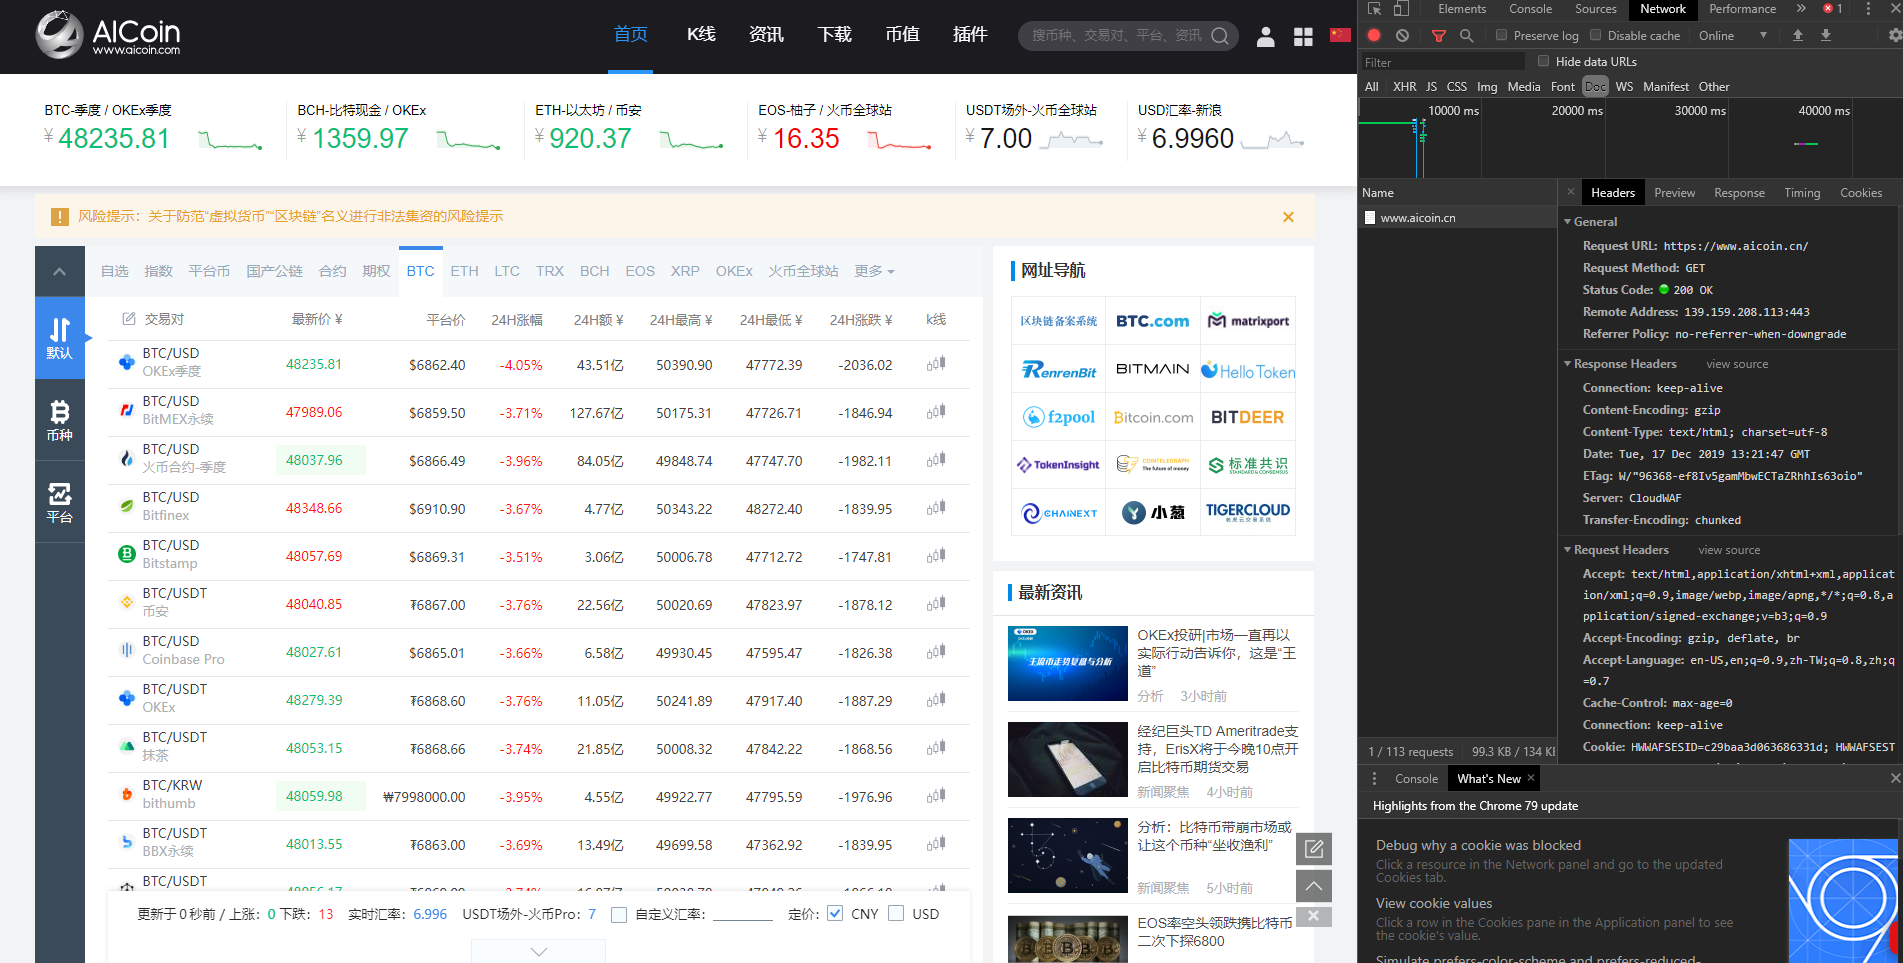 AICoin
www.aicoin.com
首页 K线 资讯 下载 币值 插件
搜币种、交易对、平台、资讯
BTC-季度 / OKEx季度
¥ 48235.81
BCH-比特现金 / OKEx
¥ 1359.97
ETH-以太坊 / 币安
¥ 920.37
EOS-柚子 / 火币全球站
¥ 16.35
USDT场外-火币全球站
¥ 7.00
USD汇率-新浪
¥ 6.9960
风险提示：关于防范“虚拟货币”“区块链”名义进行非法集资的风险提示
默认
币种
平台
自选 指数 平台币 国产公链 合约 期权 BTC ETH LTC TRX BCH EOS XRP OKEx 火币全球站 更多
交易对 最新价 ¥ 平台价 24H涨幅 24H额 ¥ 24H最高 ¥ 24H最低 ¥ 24H涨跌 ¥ k线
BTC/USD
OKEx季度
48235.81 $6862.40 -4.05% 43.51亿 50390.90 47772.39 -2036.02
BTC/USD
BitMEX永续
47989.06 $6859.50 -3.71% 127.67亿 50175.31 47726.71 -1846.94
BTC/USD
火币合约-季度
48037.96 $6866.49 -3.96% 84.05亿 49848.74 47747.70 -1982.11
BTC/USD
Bitfinex
48348.66 $6910.90 -3.67% 4.77亿 50343.22 48272.40 -1839.95
BTC/USD
Bitstamp
48057.69 $6869.31 -3.51% 3.06亿 50006.78 47712.72 -1747.81
BTC/USDT
币安
48040.85 ₮6867.00 -3.76% 22.56亿 50020.69 47823.97 -1878.12
BTC/USD
Coinbase Pro
48027.61 $6865.01 -3.66% 6.58亿 49930.45 47595.47 -1826.38
BTC/USDT
OKEx
48279.39 ₮6868.60 -3.76% 11.05亿 50241.89 47917.40 -1887.29
BTC/USDT
抹茶
48053.15 ₮6868.66 -3.74% 21.85亿 50008.32 47842.22 -1868.56
BTC/KRW
bithumb
48059.98 ₩7998000.00 -3.95% 4.55亿 49922.77 47795.59 -1976.96
BTC/USDT
BBX永续
48013.55 ₮6863.00 -3.69% 13.49亿 49699.58 47362.92 -1839.95
BTC/USDT
更新于 0 秒前 / 上涨：0 下跌：13 实时汇率：6.996 USDT场外-火币Pro：7 自定义汇率： 定价： CNY USD
网址导航
区块链备案系统 BTC.com matrixport
RenrenBit BITMAIN Hello Token
f2pool Bitcoin.com BITDEER
TokenInsight COINTELEGRAPH The future of money 标准共识 STANDARD & CONSENSUS
CHAINEXT 小葱 TIGERCLOUD 老虎云交易系统
最新资讯
OKEX
主流币走势复盘与分析
OKEx投研|市场一直再以
实际行动告诉你，这是“王
道”
分析 3小时前
经纪巨头TD Ameritrade支
持，ErisX将于今晚10点开
启比特币期货交易
新闻聚焦 4小时前
分析：比特币带崩市场或
让这个币种“坐收渔利”
新闻聚焦 5小时前
EOS率空头领跌携比特币
二次下探6800
Elements Console Sources Network Performance 1
Preserve log Disable cache Online
Filter Hide data URLs
All XHR JS CSS Img Media Font Doc WS Manifest Other
10000 ms 20000 ms 30000 ms 40000 ms
Name
www.aicoin.cn
1 / 113 requests 99.3 KB / 134 KB
Headers Preview Response Timing Cookies
General
Request URL: https://www.aicoin.cn/
Request Method: GET
Status Code: 200 OK
Remote Address: 139.159.208.113:443
Referrer Policy: no-referrer-when-downgrade
Response Headers view source
Connection: keep-alive
Content-Encoding: gzip
Content-Type: text/html; charset=utf-8
Date: Tue, 17 Dec 2019 13:21:47 GMT
ETag: W/"96368-ef8Iv5gamMbwECTaZRhhIs63oio"
Server: CloudWAF
Transfer-Encoding: chunked
Request Headers view source
Accept: text/html,application/xhtml+xml,applicat
ion/xml;q=0.9,image/webp,image/apng,*/*;q=0.8,a
pplication/signed-exchange;v=b3;q=0.9
Accept-Encoding: gzip, deflate, br
Accept-Language: en-US,en;q=0.9,zh-TW;q=0.8,zh;q
=0.7
Cache-Control: max-age=0
Connection: keep-alive
Cookie: HWWAFSESID=c29baa3d063686331d; HWWAFSEST
Console What's New
Highlights from the Chrome 79 update
Debug why a cookie was blocked
Click a resource in the Network panel and go to the updated
Cookies tab.
View cookie values
Click a row in the Cookies pane in the Application panel to see
the cookie's value.
Simulate prefers-color-scheme and prefers-reduced-